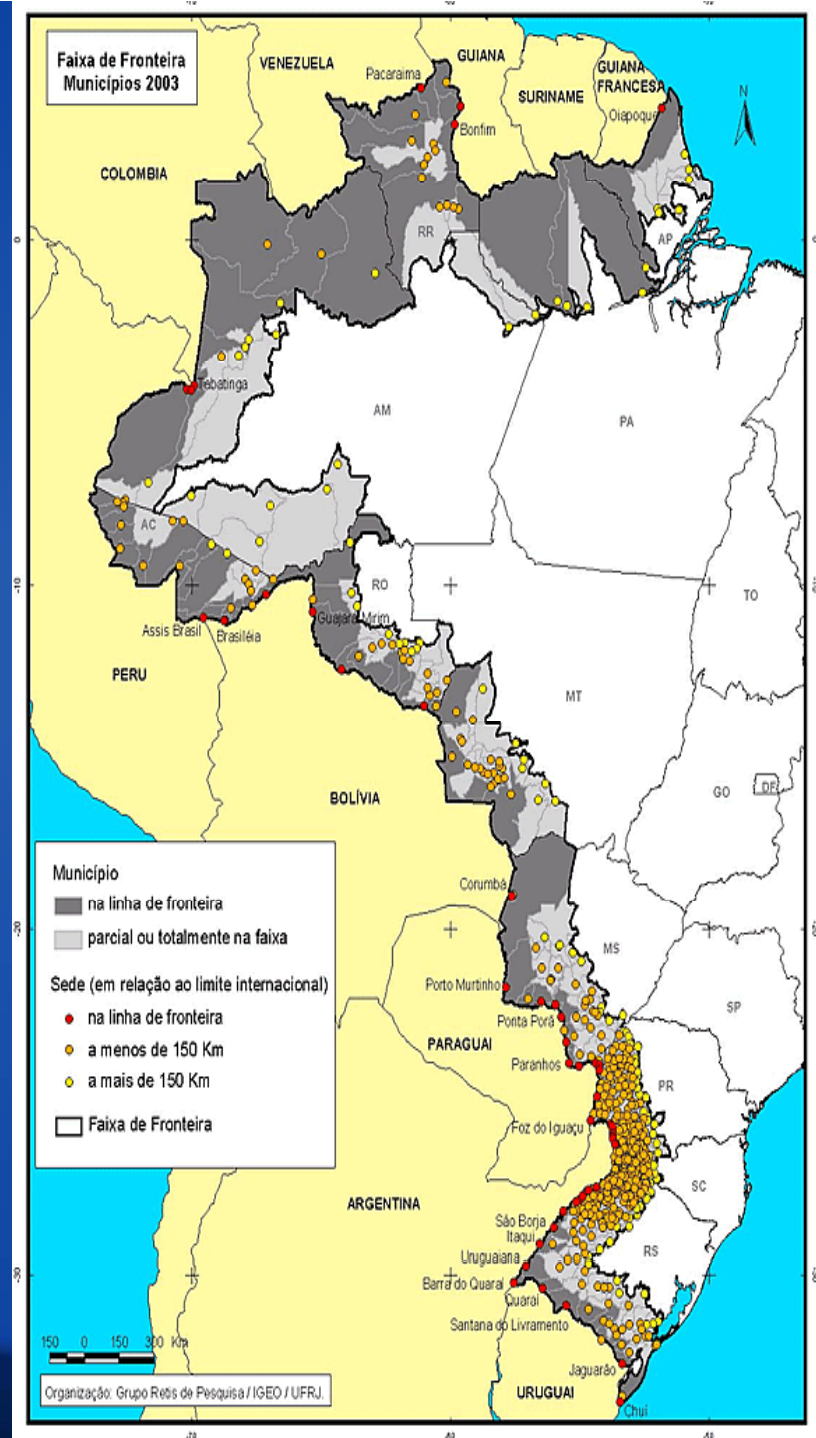 Faixa de Fronteira
Municípios 2003
VENEZUELA
GUIANA
SURINAME
GUIANA
FRANCESA
COLOMBIA
Pacaraima
Bonfim
Oiapoque
N
RR
AP
0
Tabatinga
AM
PA
AC
-10
RO
Guajará Mirim
TO
Assis Brasil
Brasiléia
PERU
MT
BOLÍVIA
GO
DF
Município
na linha de fronteira
parcial ou totalmente na faixa
Sede (em relação ao limite internacional)
na linha de fronteira
a menos de 150 Km
a mais de 150 Km
Faixa de Fronteira
Corumbá
-20
MS
Porto Murtinho
SP
Ponta Porã
PARAGUAI
Paranhos
PR
Foz do Iguaçu
SC
ARGENTINA
São Borja
Itaqui
RS
Uruguaiana
Barra do Quaraí
Quaraí
Santana do Livramento
150 0 150 300 Km
Jaguarão
Organização: Grupo Retis de Pesquisa / IGEO / UFRJ.
URUGUAI
Chuí